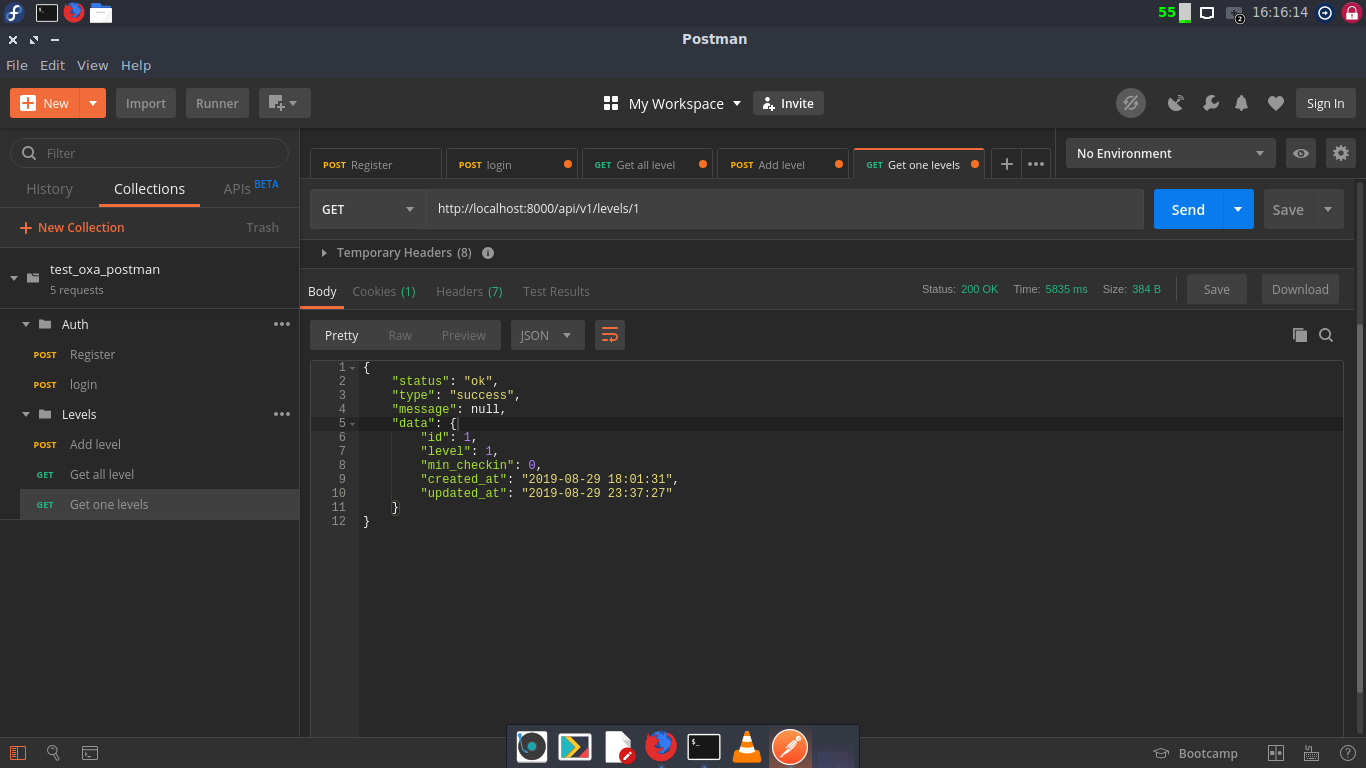 55
2
16:16:14
Postman
File Edit View Help
New
Import
Runner
My Workspace
Invite
Sign In
Filter
History
Collections
APIs BETA
New Collection
Trash
test_oxa_postman
5 requests
Auth
POST Register
POST login
Levels
POST Add level
GET Get all level
GET Get one levels
POST Register
POST login
GET Get all level
POST Add level
GET Get one levels
No Environment
GET
http://localhost:8000/api/v1/levels/1
Send
Save
Temporary Headers (8)
Body
Cookies (1)
Headers (7)
Test Results
Status: 200 OK
Time: 5835 ms
Size: 384 B
Save
Download
Pretty
Raw
Preview
JSON
1 {
2 "status": "ok",
3 "type": "success",
4 "message": null,
5 "data": {
6 "id": 1,
7 "level": 1,
8 "min_checkin": 0,
9 "created_at": "2019-08-29 18:01:31",
10 "updated_at": "2019-08-29 23:37:27"
11 }
12 }
Bootcamp